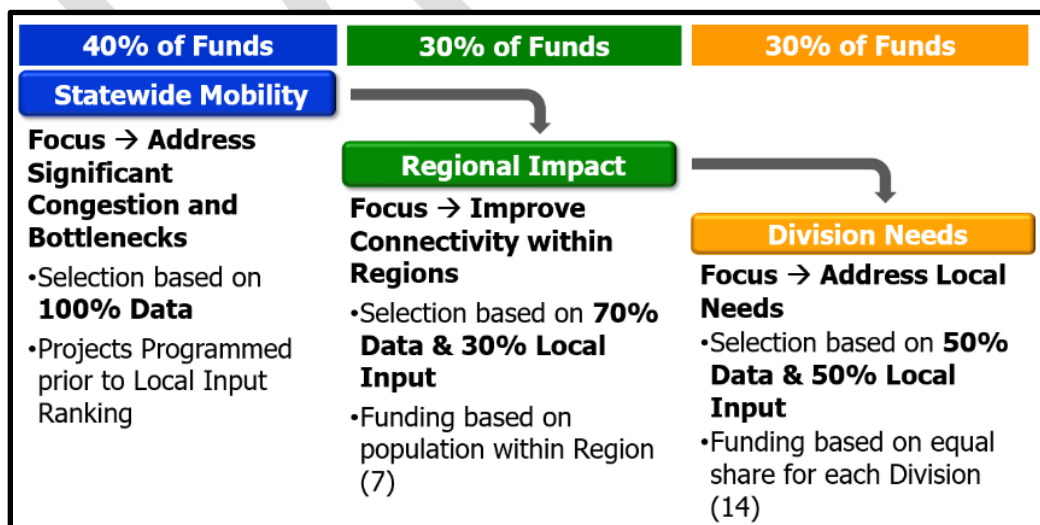 40% of Funds
30% of Funds
30% of Funds
Statewide Mobility
Focus → Address
Significant
Congestion and
Bottlenecks
•Selection based on
100% Data
•Projects Programmed
prior to Local Input
Ranking
Regional Impact
Focus → Improve
Connectivity within
Regions
•Selection based on 70%
Data & 30% Local
Input
•Funding based on
population within Region
(7)
Division Needs
Focus → Address Local
Needs
•Selection based on 50%
Data & 50% Local
Input
•Funding based on equal
share for each Division
(14)